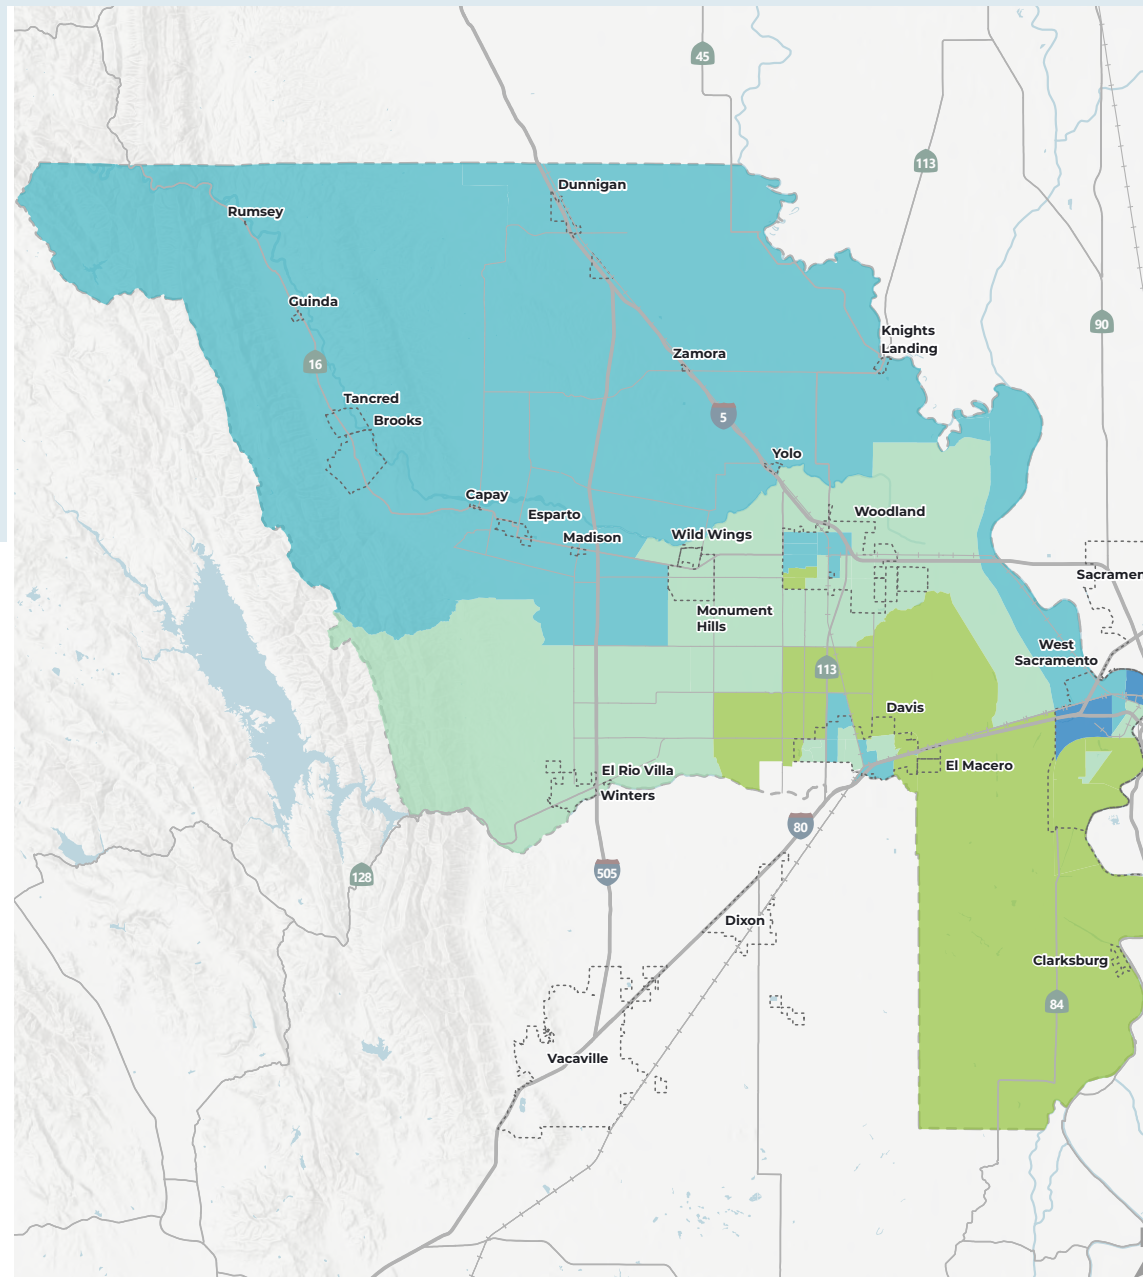 45
113
Dunnigan
Rumsey
Guinda
90
Knights
Landing
Zamora
16
Tancred
Brooks
5
Yolo
Capay
Esparto
Madison
Woodland
Wild Wings
Sacramen
Monument
Hills
West
Sacramento
113
Davis
El Macero
El Rio Villa
Winters
80
505
128
Dixon
Clarksburg
84
Vacaville